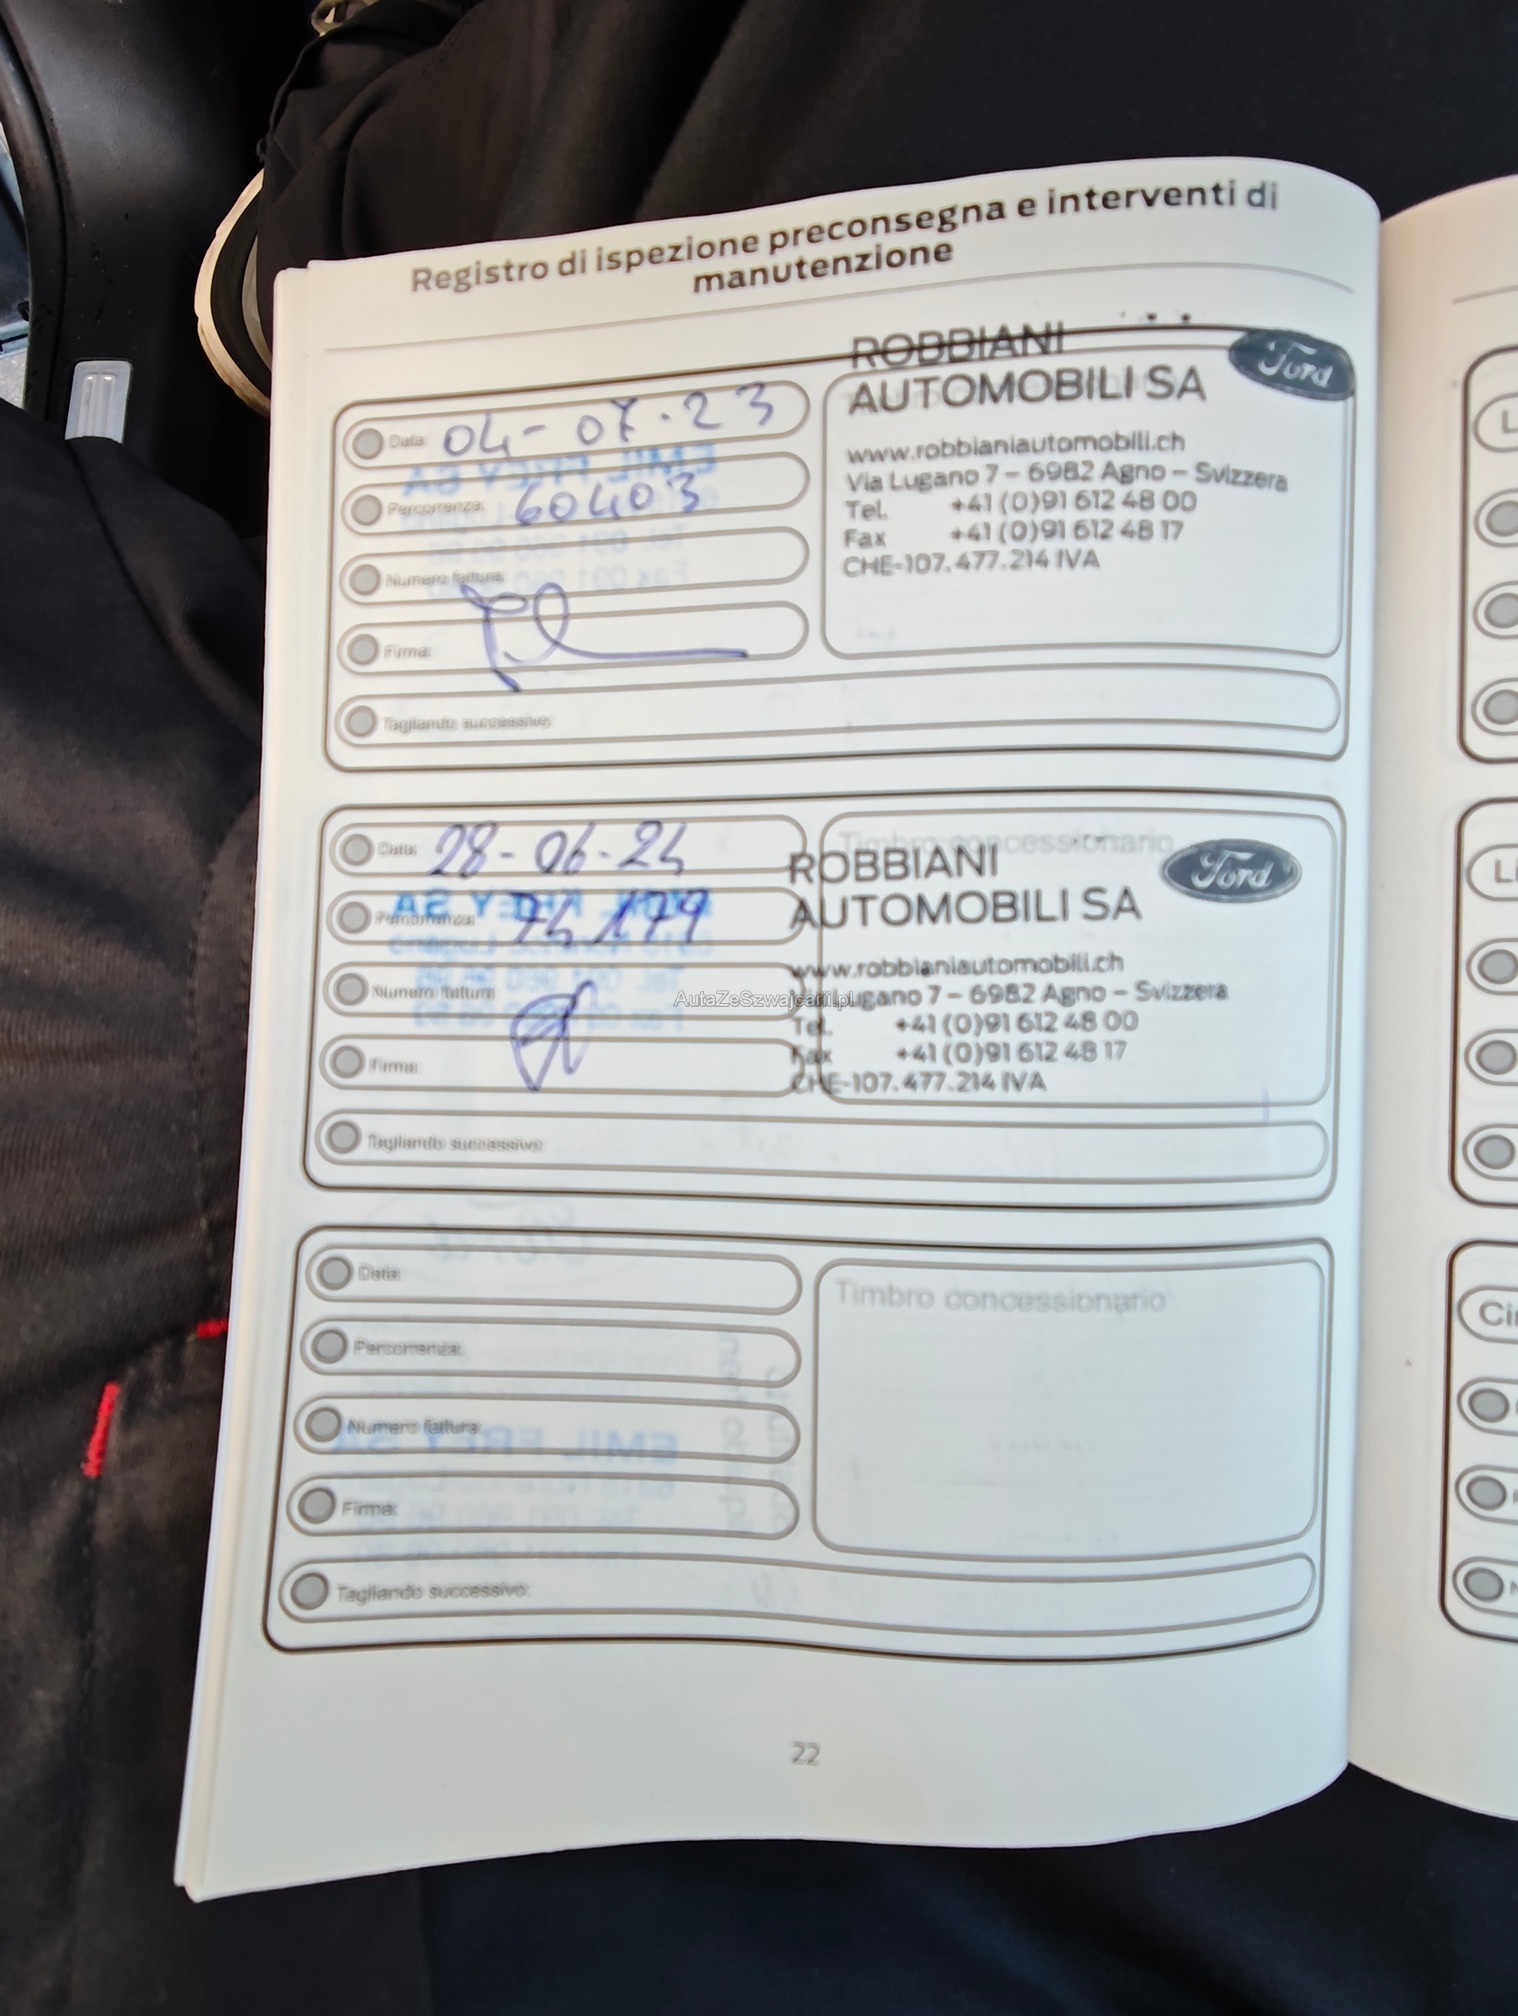 Registro di ispezione preconsegna e interventi di
manutenzione
Data: 04-07-23
Percorrenza: 60403
Numero fattura:
Firma:
Tagliando successivo:
ROBBIANI
AUTOMOBILI SA
Ford
www.robbianiautomobili.ch
Via Lugano 7 – 6982 Agno – Svizzera
Tel. +41 (0)91 612 48 00
Fax +41 (0)91 612 48 17
CHE-107.477.214 IVA
Data: 28-06-24
Percorrenza: 74179
Numero fattura:
Firma:
Tagliando successivo:
Timbro concessionario
ROBBIANI
AUTOMOBILI SA
Ford
www.robbianiautomobili.ch
Lugano 7 – 6982 Agno – Svizzera
Tel. +41 (0)91 612 48 00
Fax +41 (0)91 612 48 17
CHE-107.477.214 IVA
AutaZeSzwajcarii.pl
Data:
Percorrenza:
Numero fattura:
Firma:
Tagliando successivo:
Timbro concessionario
22